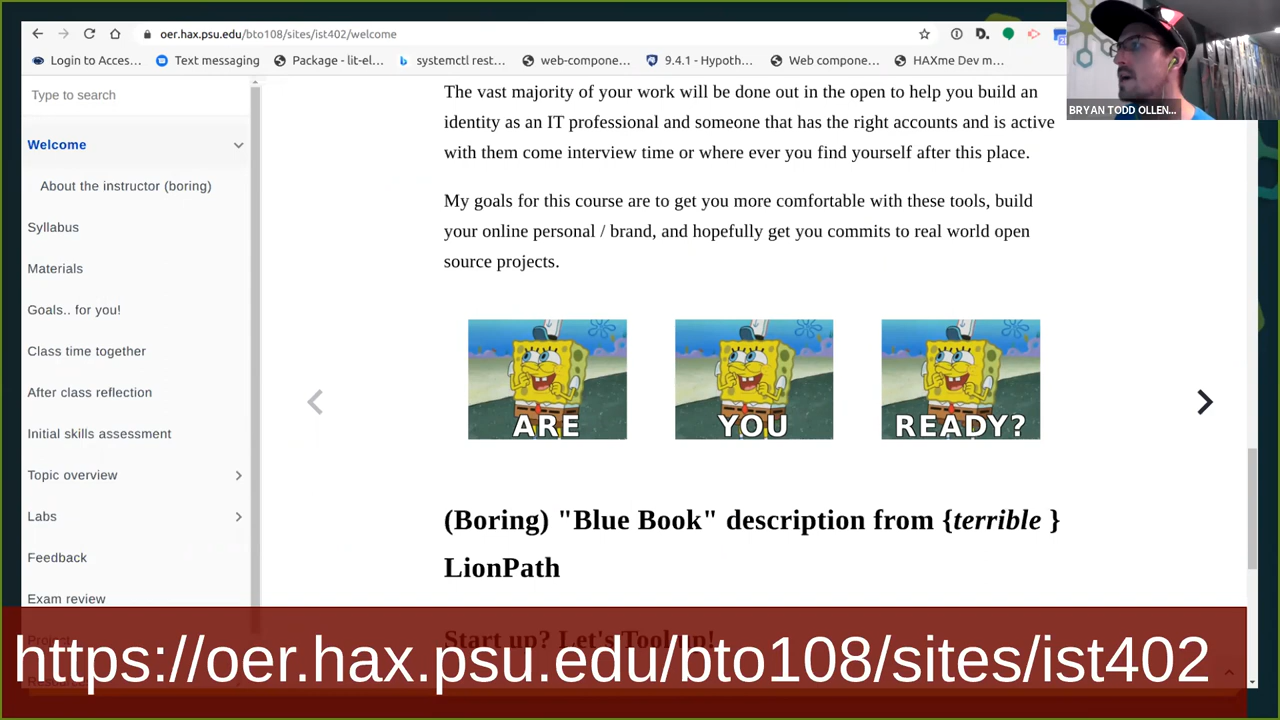 oer.hax.psu.edu/bto108/sites/ist402/welcome
Login to Acces...
Text messaging
Package - lit-el...
systemctl rest...
web-compone...
9.4.1 - Hypoth...
Web compone...
HAXme Dev m...
BRYAN TODD OLLEN...
Type to search
Welcome
About the instructor (boring)
Syllabus
Materials
Goals.. for you!
Class time together
After class reflection
Initial skills assessment
Topic overview
Labs
Feedback
Exam review
The vast majority of your work will be done out in the open to help you build an
identity as an IT professional and someone that has the right accounts and is active
with them come interview time or where ever you find yourself after this place.
My goals for this course are to get you more comfortable with these tools, build
your online personal / brand, and hopefully get you commits to real world open
source projects.
ARE
YOU
READY?
(Boring) "Blue Book" description from {terrible }
LionPath
Start up? Let's Tool up!
https://oer.hax.psu.edu/bto108/sites/ist402